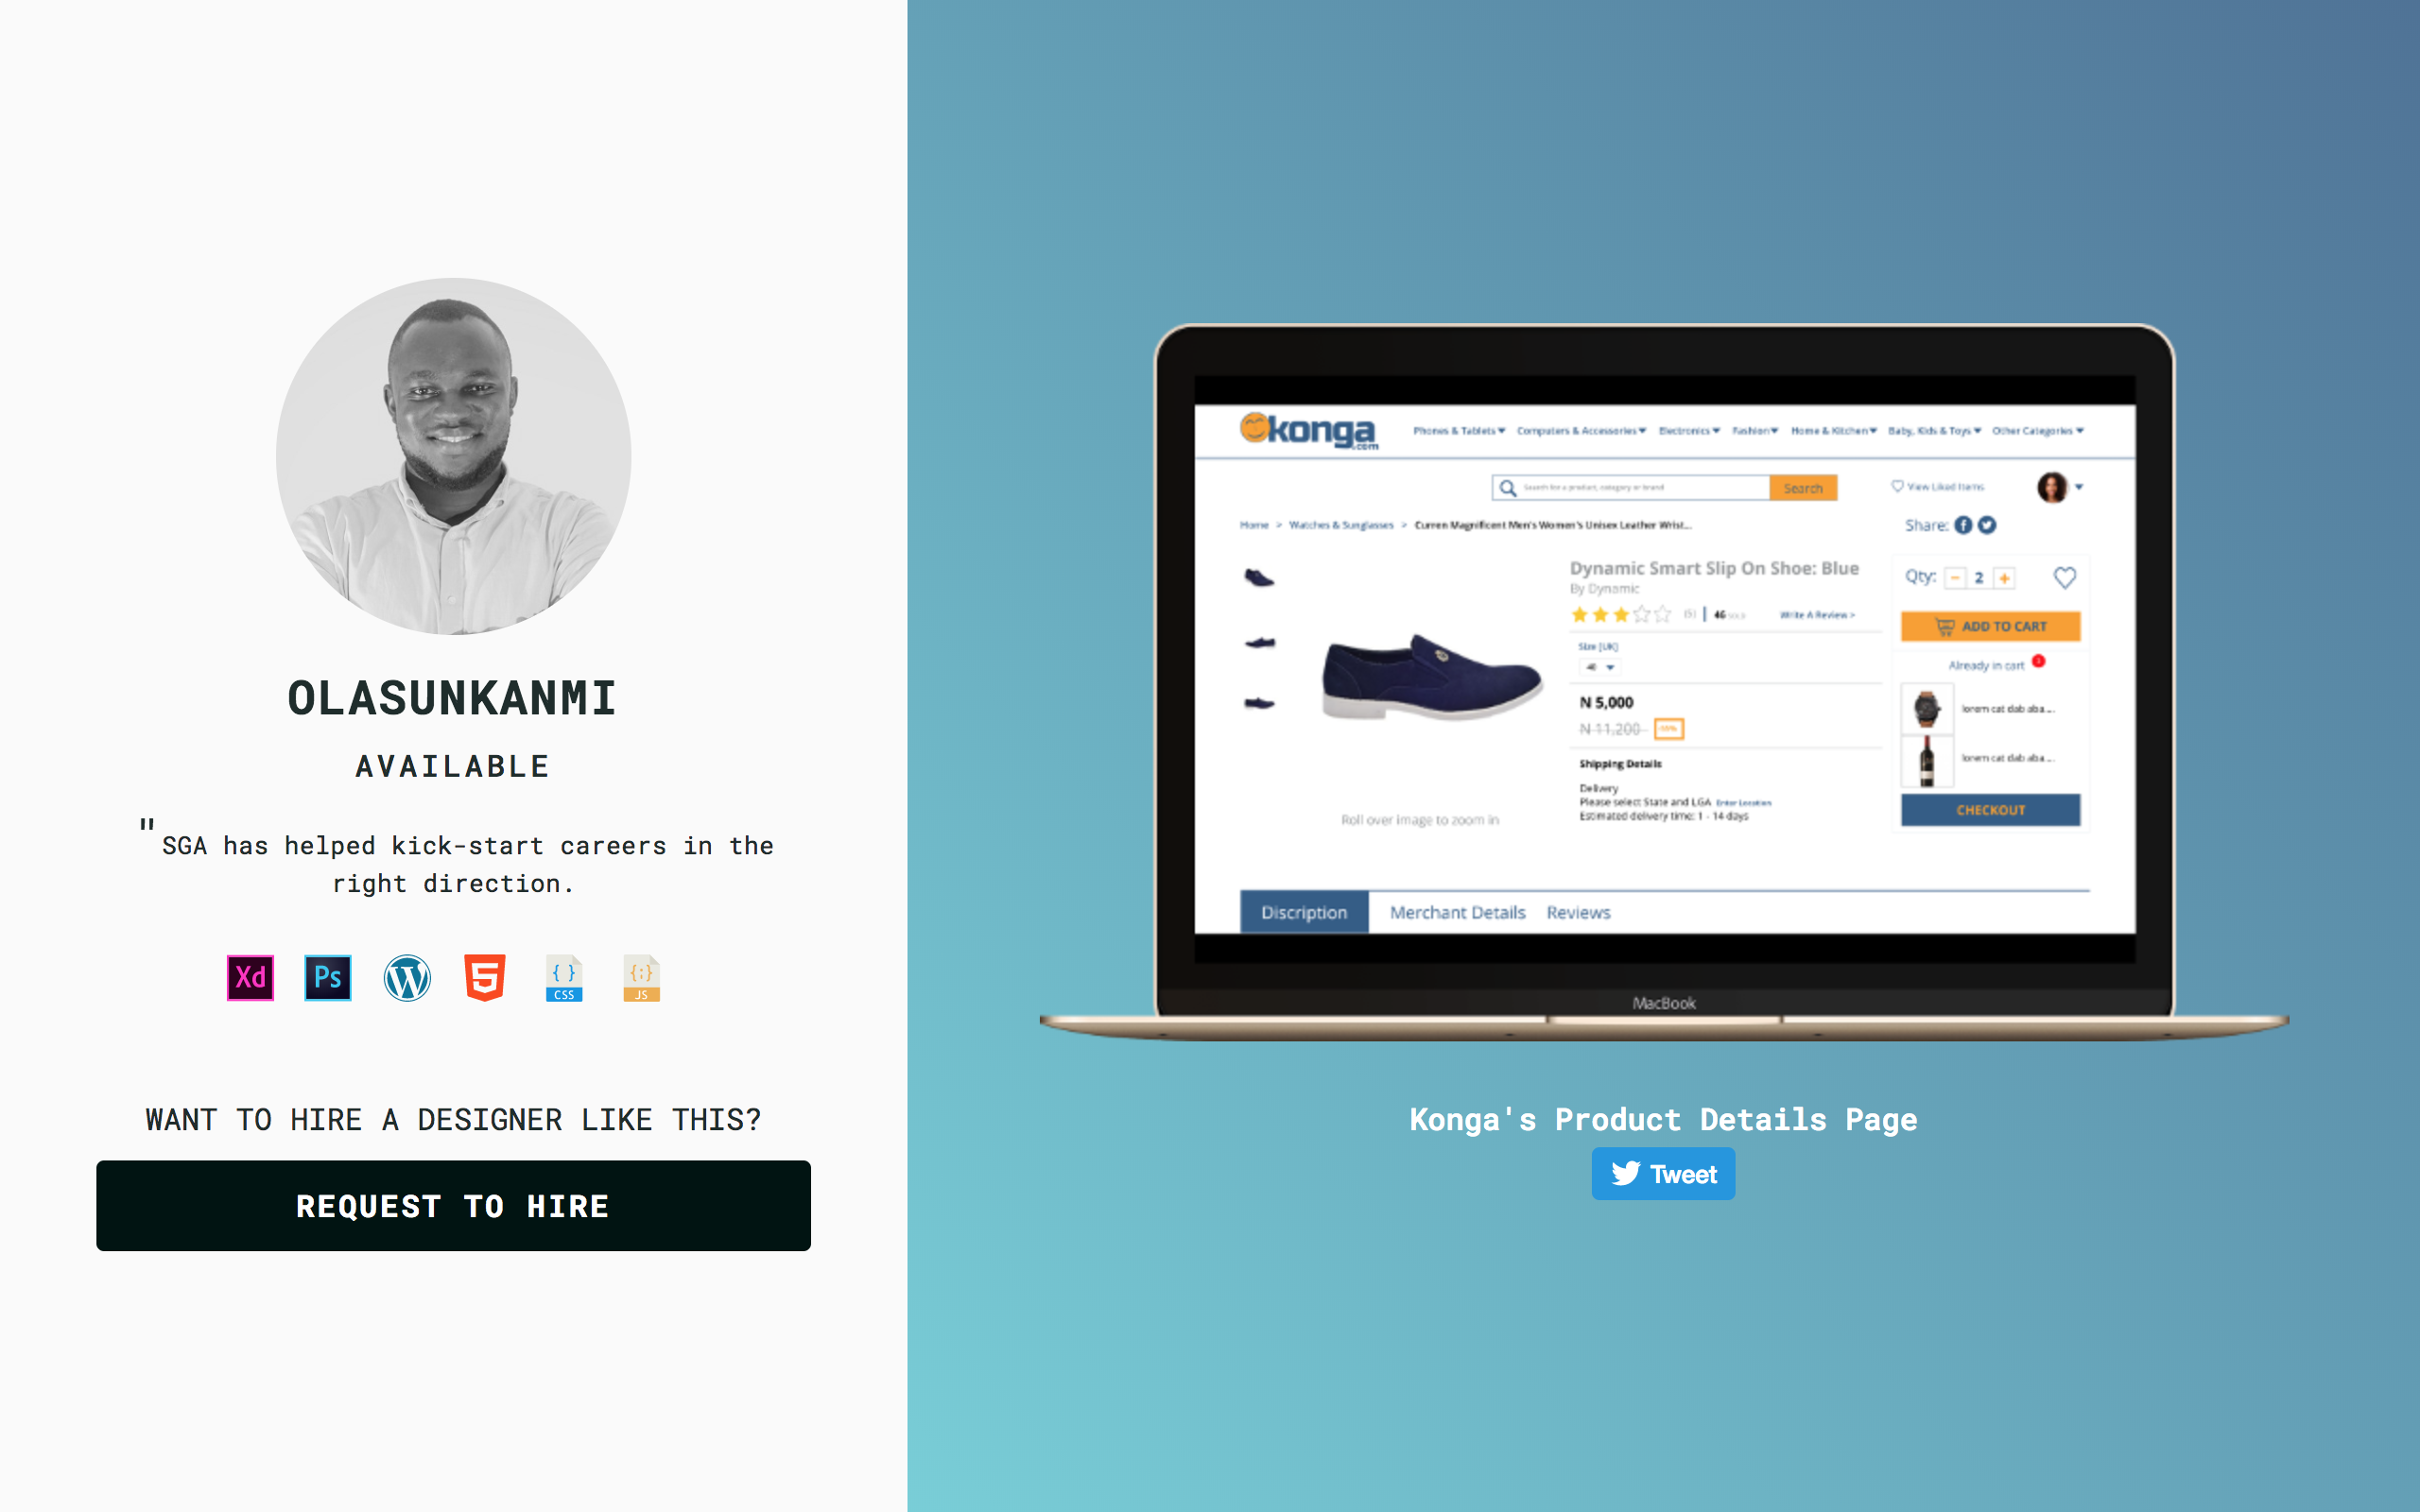 OLASUNKANMI
AVAILABLE
"SGA has helped kick-start careers in the
right direction.
Xd Ps CSS JS
WANT TO HIRE A DESIGNER LIKE THIS?
REQUEST TO HIRE
konga
.com
Phones & Tablets Computers & Accessories Electronics Fashion Home & Kitchen Baby, Kids & Toys Other Categories
Search for a product, category or brand Search View Liked Items
Home > Watches & Sunglasses > Curren Magnificent Men's Women's Unisex Leather Wrist...
Share:
Dynamic Smart Slip On Shoe: Blue
By Dynamic
(5) 46 SOLD Write A Review >
Size [UK]
N 5,000
N 11,200
Shipping Details
Delivery
Please select State and LGA Enter Location
Estimated delivery time: 1 - 14 days
Roll over image to zoom in
Qty: - 2 +
ADD TO CART
Already in cart
lorem cat dab aba....
lorem cat dab aba....
CHECKOUT
Discription Merchant Details Reviews
MacBook
Konga's Product Details Page
Tweet